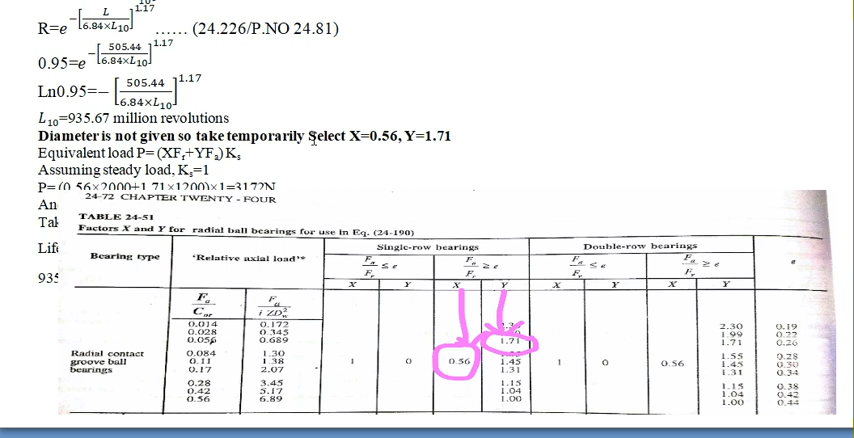 R=e^-[L/6.84×L10]^1.17 ...... (24.226/P.NO 24.81)
0.95=e^-[505.44/6.84×L10]^1.17
Ln0.95=−[505.44/6.84×L10]^1.17
L10=935.67 million revolutions
Diameter is not given so take temporarily Select X=0.56, Y=1.71
Equivalent load P= (XFr+YFa) Ks
Assuming steady load, Ks=1
P=(0.56×2000+1.71×1200)×1=3172N
An
Tak
Life
935
24-72 CHAPTER TWENTY - FOUR
TABLE 24-51
Factors X and Y for radial ball bearings for use in Eq. (24-190)
Bearing type 'Relative axial load'* Single-row bearings Double-row bearings e
Fa/Fr ≤ e Fa/Fr ≥ e Fa/Fr ≤ e Fa/Fr ≥ e
X Y X Y X Y X Y
Fa/Cor Fa/i ZD²w
0.014 0.172 2.30 0.19
0.028 0.345 1.99 0.22
0.056 0.689 1.71 1.71 0.26
Radial contact groove ball bearings
0.084 1.30 1.55 0.28
0.11 1.38 1 0 0.56 1.45 1 0 0.56 1.45 0.30
0.17 2.07 1.31 1.31 0.34
0.28 3.45 1.15 1.15 0.38
0.42 5.17 1.04 1.04 0.42
0.56 6.89 1.00 1.00 0.44